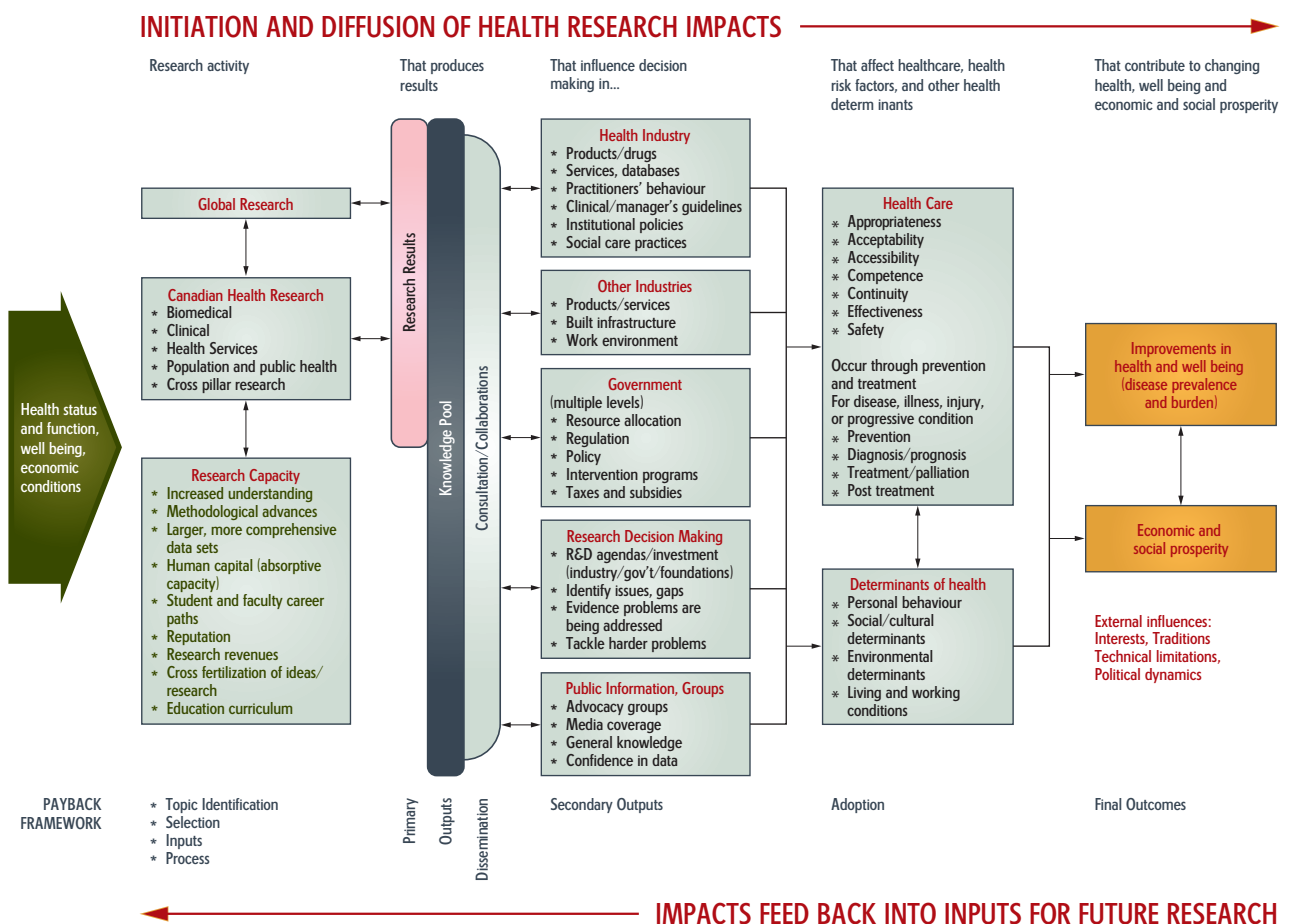 INITIATION AND DIFFUSION OF HEALTH RESEARCH IMPACTS
Research activity
That produces
results
That influence decision
making in...
That affect healthcare, health
risk factors, and other health
determ inants
That contribute to changing
health, well being and
economic and social prosperity
Health status
and function,
well being,
economic
conditions
Global Research
Canadian Health Research
* Biomedical
* Clinical
* Health Services
* Population and public health
* Cross pillar research
Research Capacity
* Increased understanding
* Methodological advances
* Larger, more comprehensive
data sets
* Human capital (absorptive
capacity)
* Student and faculty career
paths
* Reputation
* Research revenues
* Cross fertilization of ideas/
research
* Education curriculum
Research Results
Knowledge Pool
Consultation/Collaborations
Health Industry
* Products/drugs
* Services, databases
* Practitioners' behaviour
* Clinical/manager's guidelines
* Institutional policies
* Social care practices
Other Industries
* Products/services
* Built infrastructure
* Work environment
Government
(multiple levels)
* Resource allocation
* Regulation
* Policy
* Intervention programs
* Taxes and subsidies
Research Decision Making
* R&D agendas/investment
(industry/gov't/foundations)
* Identify issues, gaps
* Evidence problems are
being addressed
* Tackle harder problems
Public Information, Groups
* Advocacy groups
* Media coverage
* General knowledge
* Confidence in data
Health Care
* Appropriateness
* Acceptability
* Accessibility
* Competence
* Continuity
* Effectiveness
* Safety
Occur through prevention
and treatment
For disease, illness, injury,
or progressive condition
* Prevention
* Diagnosis/prognosis
* Treatment/palliation
* Post treatment
Determinants of health
* Personal behaviour
* Social/cultural
determinants
* Environmental
determinants
* Living and working
conditions
Improvements in
health and well being
(disease prevalence
and burden)
Economic and
social prosperity
External influences:
Interests, Traditions
Technical limitations,
Political dynamics
PAYBACK
FRAMEWORK
* Topic Identification
* Selection
* Inputs
* Process
Primary
Outputs
Dissemination
Secondary Outputs
Adoption
Final Outcomes
IMPACTS FEED BACK INTO INPUTS FOR FUTURE RESEARCH